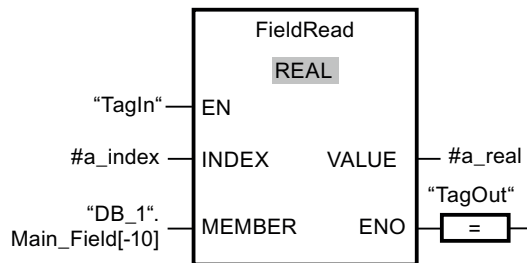 FieldRead
REAL
“TagIn“ EN
#a_index INDEX VALUE #a_real
“DB_1“.
Main_Field[-10] MEMBER ENO
“TagOut“
=